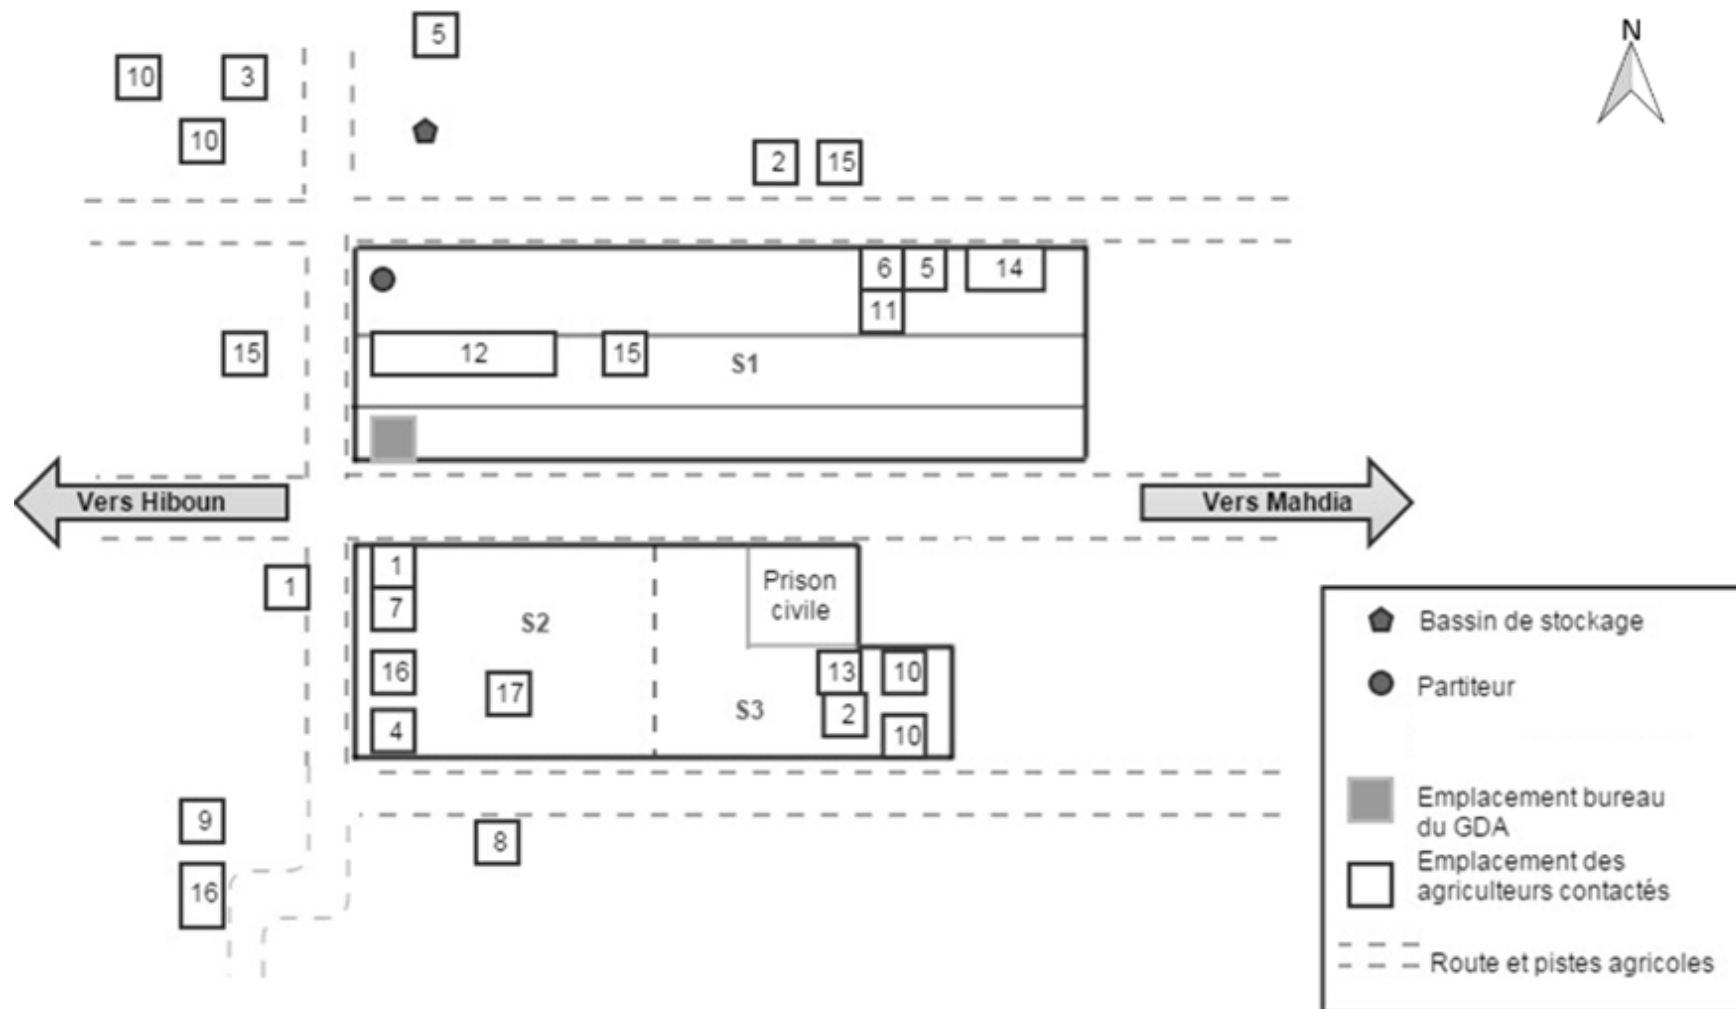 N
5
10
3
10
2
15
6
5
14
11
15
12
15
S1
Vers Hiboun
Vers Mahdia
1
1
7
S2
Prison
civile
16
17
13
10
S3
2
4
10
9
8
16
Bassin de stockage
Partiteur
Emplacement bureau
du GDA
Emplacement des
agriculteurs contactés
Route et pistes agricoles